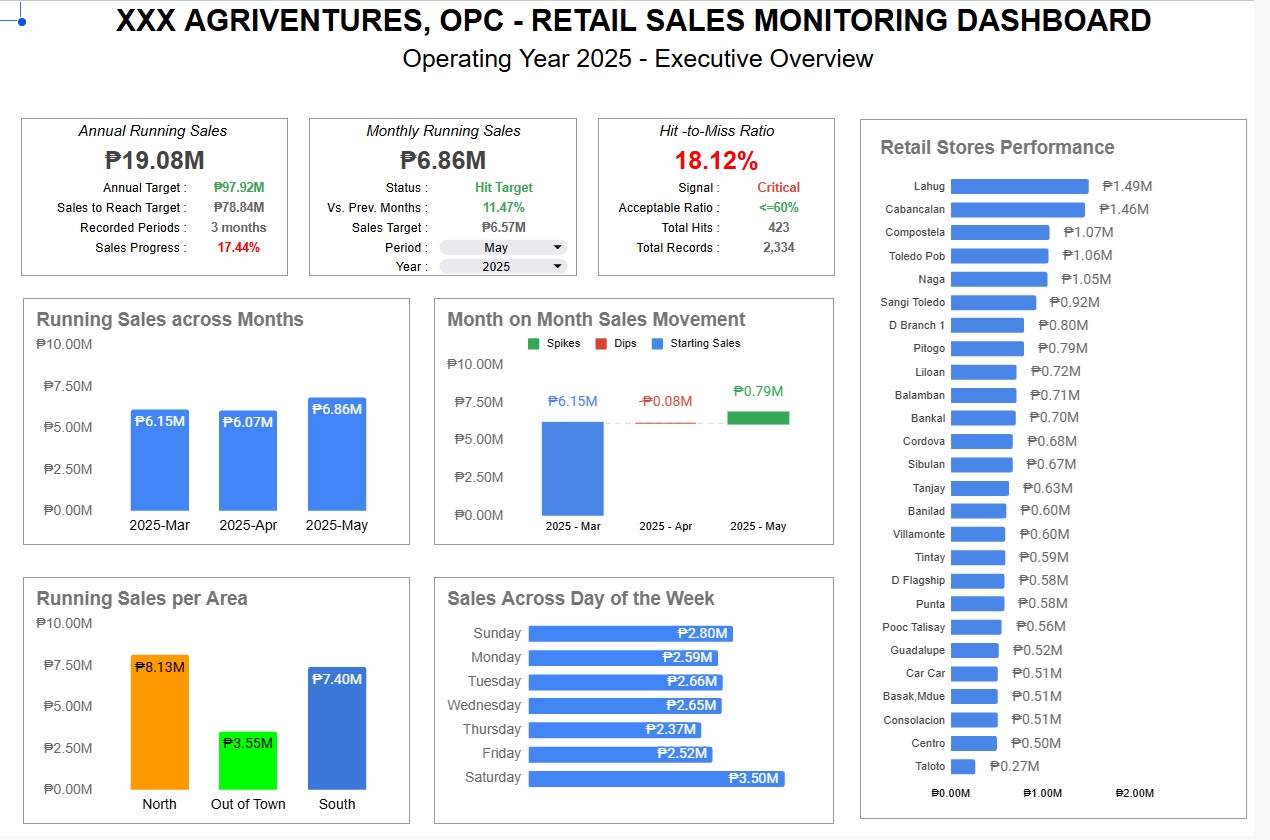 XXX AGRIVENTURES, OPC - RETAIL SALES MONITORING DASHBOARD
Operating Year 2025 - Executive Overview
Annual Running Sales
₱19.08M
Annual Target : ₱97.92M
Sales to Reach Target : ₱78.84M
Recorded Periods : 3 months
Sales Progress : 17.44%
Monthly Running Sales
₱6.86M
Status : Hit Target
Vs. Prev. Months : 11.47%
Sales Target : ₱6.57M
Period : May
Year : 2025
Hit -to-Miss Ratio
18.12%
Signal : Critical
Acceptable Ratio : <=60%
Total Hits : 423
Total Records : 2,334
Running Sales across Months
₱10.00M
₱7.50M
₱5.00M
₱2.50M
₱0.00M
₱6.15M ₱6.07M ₱6.86M
2025-Mar 2025-Apr 2025-May
Month on Month Sales Movement
Spikes Dips Starting Sales
₱10.00M
₱7.50M
₱5.00M
₱2.50M
₱0.00M
₱6.15M -₱0.08M ₱0.79M
2025 - Mar 2025 - Apr 2025 - May
Running Sales per Area
₱10.00M
₱7.50M
₱5.00M
₱2.50M
₱0.00M
₱8.13M ₱3.55M ₱7.40M
North Out of Town South
Sales Across Day of the Week
Sunday ₱2.80M
Monday ₱2.59M
Tuesday ₱2.66M
Wednesday ₱2.65M
Thursday ₱2.37M
Friday ₱2.52M
Saturday ₱3.50M
Retail Stores Performance
Lahug ₱1.49M
Cabancalan ₱1.46M
Compostela ₱1.07M
Toledo Pob ₱1.06M
Naga ₱1.05M
Sangi Toledo ₱0.92M
D Branch 1 ₱0.80M
Pitogo ₱0.79M
Liloan ₱0.72M
Balamban ₱0.71M
Bankal ₱0.70M
Cordova ₱0.68M
Sibulan ₱0.67M
Tanjay ₱0.63M
Banilad ₱0.60M
Villamonte ₱0.60M
Tintay ₱0.59M
D Flagship ₱0.58M
Punta ₱0.58M
Pooc Talisay ₱0.56M
Guadalupe ₱0.52M
Car Car ₱0.51M
Basak,Mdue ₱0.51M
Consolacion ₱0.51M
Centro ₱0.50M
Taloto ₱0.27M
₱0.00M ₱1.00M ₱2.00M